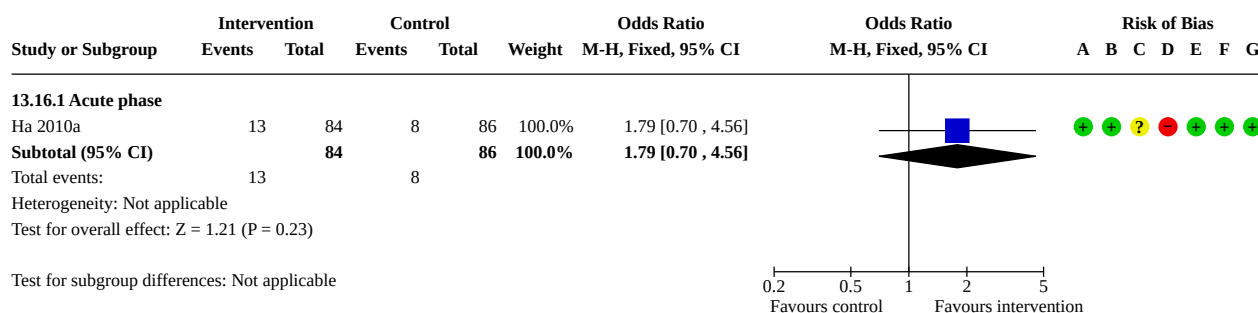 Intervention Control Odds Ratio Odds Ratio Risk of Bias
Study or Subgroup Events Total Events Total Weight M-H, Fixed, 95% CI M-H, Fixed, 95% CI A B C D E F G
13.16.1 Acute phase
Ha 2010a 13 84 8 86 100.0% 1.79 [0.70 , 4.56] + + ? − + + +
Subtotal (95% CI) 84 86 100.0% 1.79 [0.70 , 4.56]
Total events: 13 8
Heterogeneity: Not applicable
Test for overall effect: Z = 1.21 (P = 0.23)
Test for subgroup differences: Not applicable
0.2 0.5 1 2 5
Favours control Favours intervention